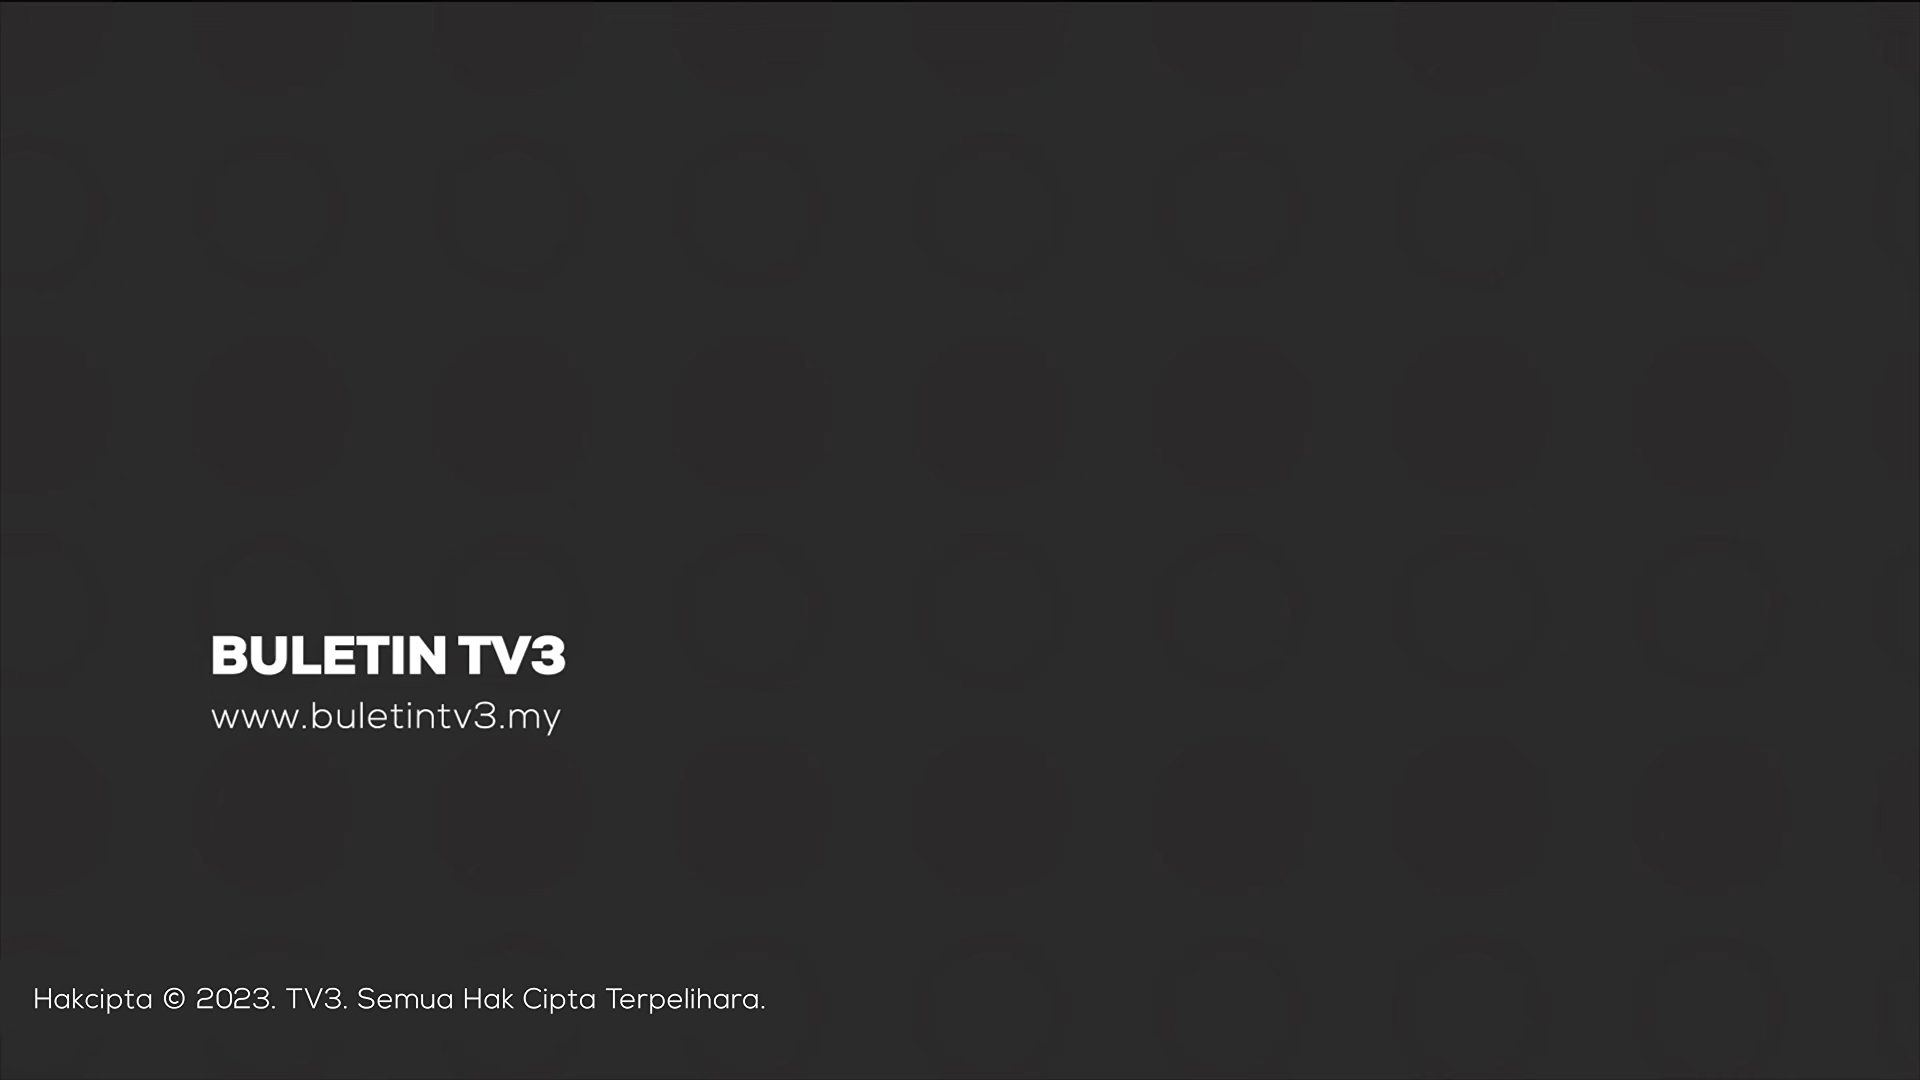 BULETIN TV3
www.buletintv3.my
Hakcipta © 2023. TV3. Semua Hak Cipta Terpelihara.